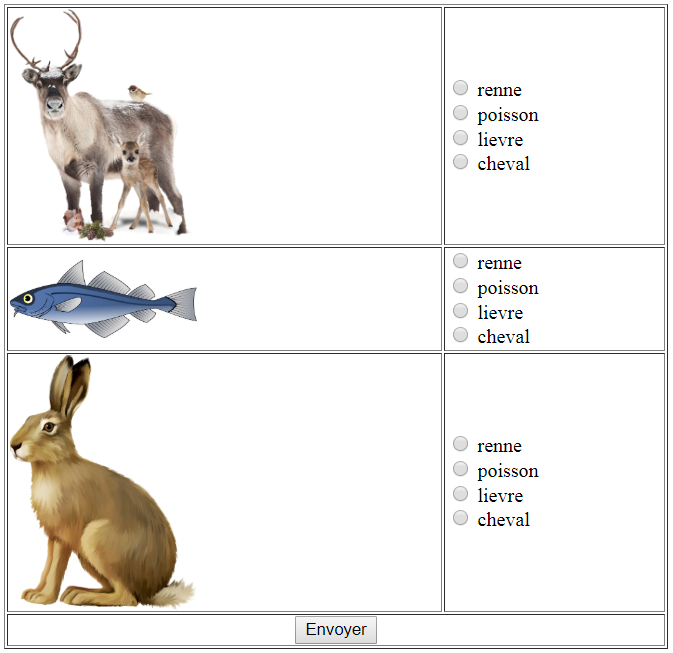 renne
poisson
lievre
cheval
renne
poisson
lievre
cheval
renne
poisson
lievre
cheval
Envoyer